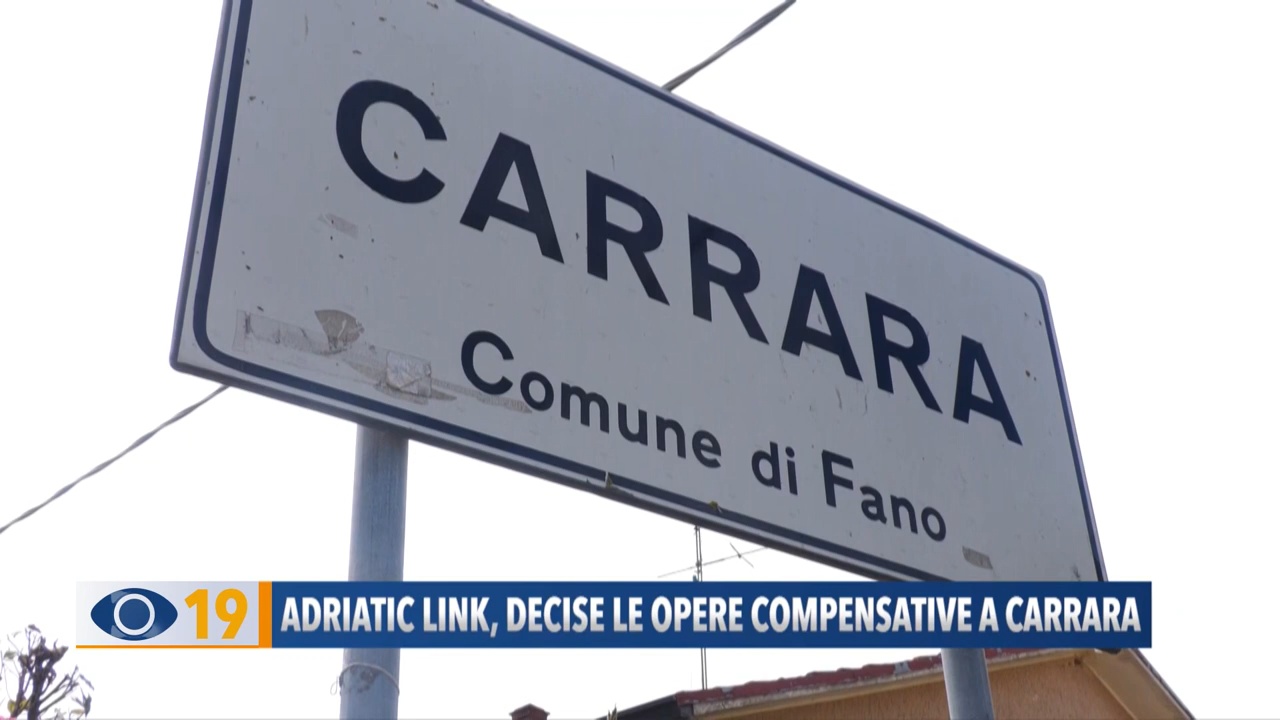 CARRARA
Comune di Fano
19
ADRIATIC LINK, DECISE LE OPERE COMPENSATIVE A CARRARA